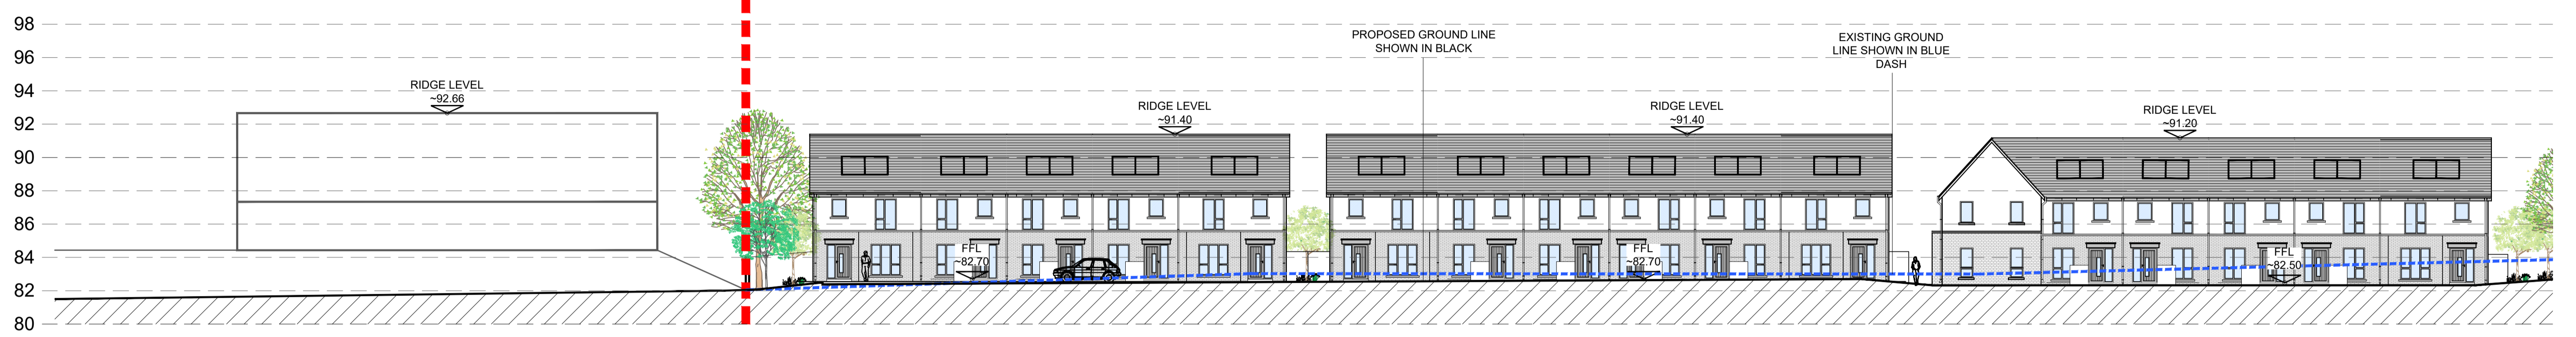 98
96
94
92
90
88
86
84
82
80
RIDGE LEVEL
~92.66
RIDGE LEVEL
~91.40
PROPOSED GROUND LINE
SHOWN IN BLACK
RIDGE LEVEL
~91.40
EXISTING GROUND
LINE SHOWN IN BLUE
DASH
RIDGE LEVEL
~91.20
FFL
~82.70
FFL
~82.70
FFL
~82.50